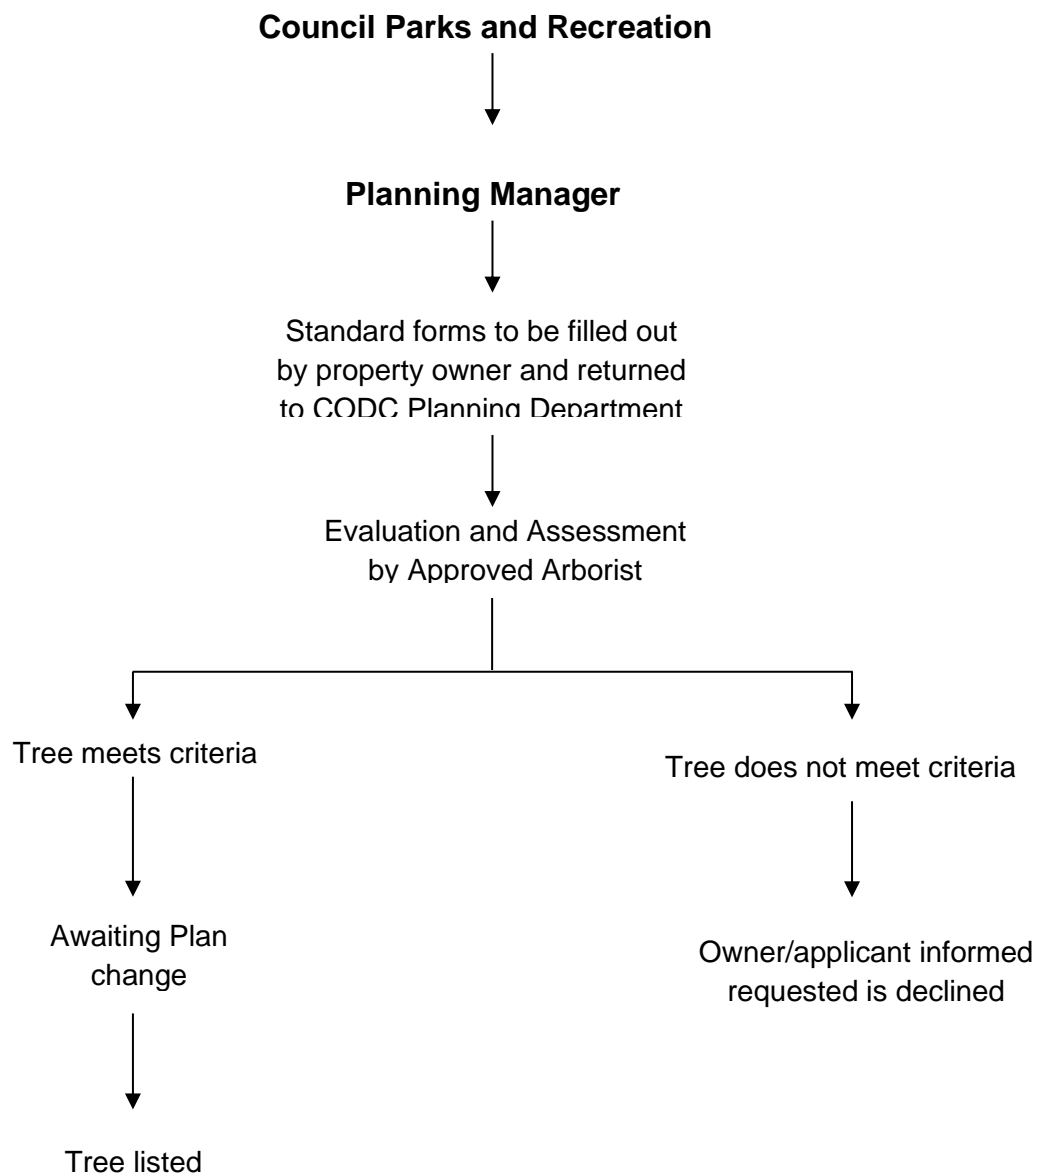 Council Parks and Recreation
Planning Manager
Standard forms to be filled out
by property owner and returned
to CODC Planning Department
Evaluation and Assessment
by Approved Arborist
Tree meets criteria
Tree does not meet criteria
Awaiting Plan
change
Owner/applicant informed
requested is declined
Tree listed